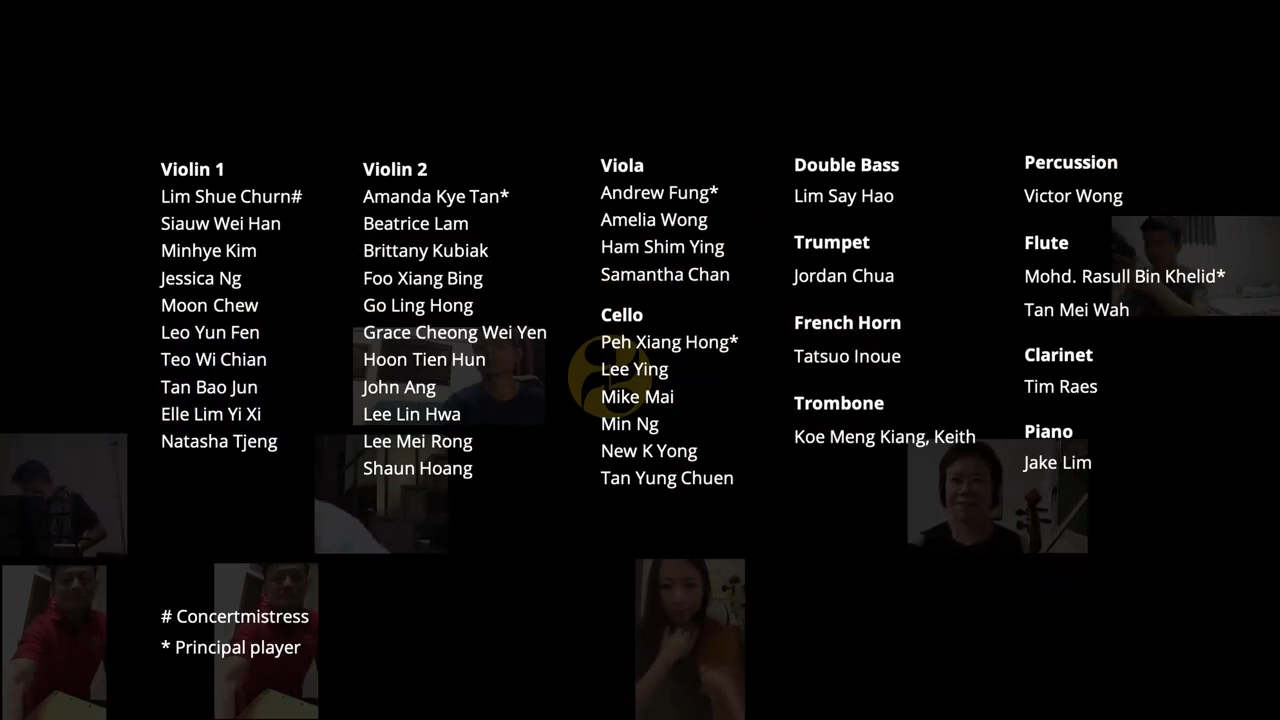 Violin 1
Lim Shue Churn#
Siauw Wei Han
Minhye Kim
Jessica Ng
Moon Chew
Leo Yun Fen
Teo Wi Chian
Tan Bao Jun
Elle Lim Yi Xi
Natasha Tjeng
Violin 2
Amanda Kye Tan*
Beatrice Lam
Brittany Kubiak
Foo Xiang Bing
Go Ling Hong
Grace Cheong Wei Yen
Hoon Tien Hun
John Ang
Lee Lin Hwa
Lee Mei Rong
Shaun Hoang
Viola
Andrew Fung*
Amelia Wong
Ham Shim Ying
Samantha Chan
Cello
Peh Xiang Hong*
Lee Ying
Mike Mai
Min Ng
New K Yong
Tan Yung Chuen
Double Bass
Lim Say Hao
Trumpet
Jordan Chua
French Horn
Tatsuo Inoue
Trombone
Koe Meng Kiang, Keith
Percussion
Victor Wong
Flute
Mohd. Rasull Bin Khelid*
Tan Mei Wah
Clarinet
Tim Raes
Piano
Jake Lim
# Concertmistress
* Principal player